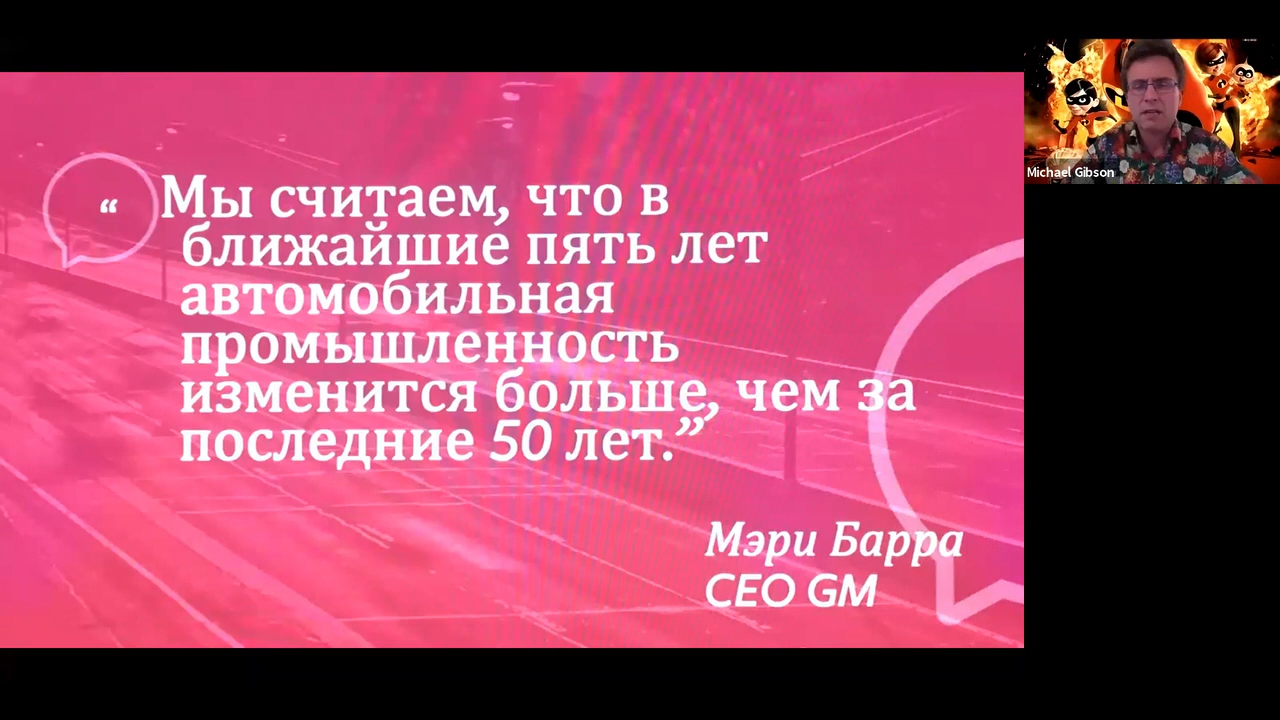 “ Мы считаем, что в
ближайшие пять лет
автомобильная
промышленность
изменится больше, чем за
последние 50 лет.”
Мэри Барра
CEO GM
Michael Gibson